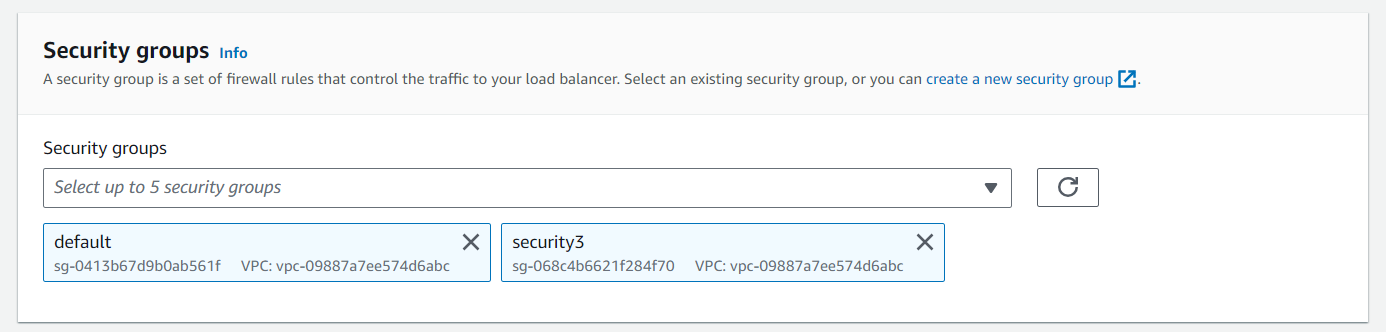 Security groups Info
A security group is a set of firewall rules that control the traffic to your load balancer. Select an existing security group, or you can create a new security group.
Security groups
Select up to 5 security groups
default
sg-0413b67d9b0ab561f VPC: vpc-09887a7ee574d6abc
security3
sg-068c4b6621f284f70 VPC: vpc-09887a7ee574d6abc